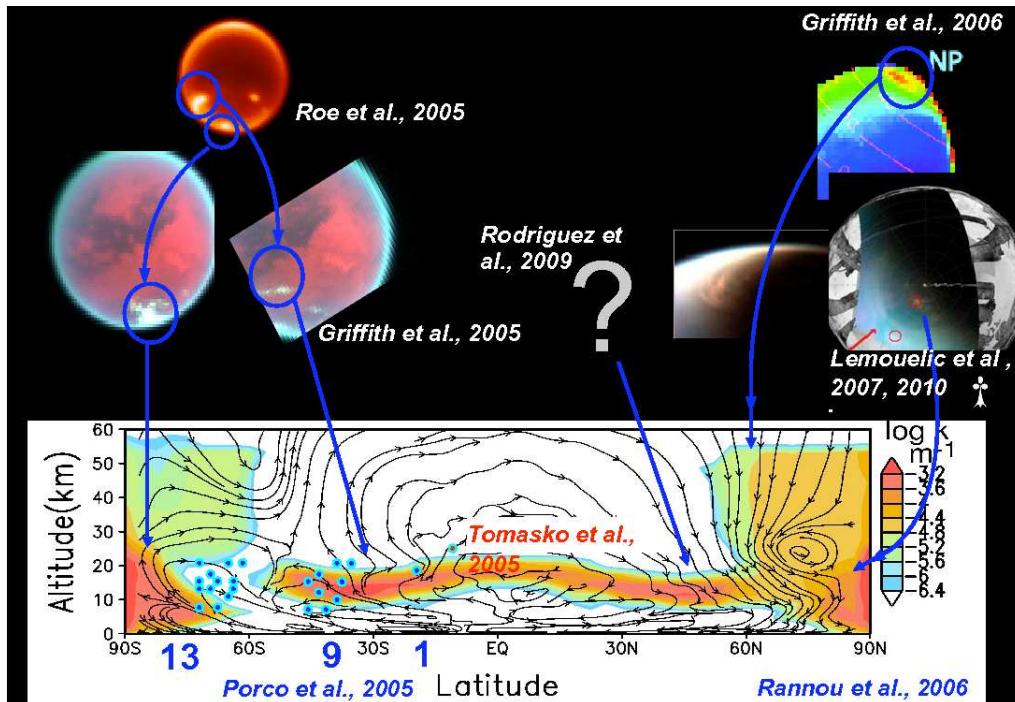 Griffith et al., 2006
NP
Roe et al., 2005
Rodriguez et
al., 2009
?
Griffith et al., 2005
Lemouelic et al ,
2007, 2010
log k
m-1
60
50
40
30
20
10
0
Altitude(km)
Tomasko et al.,
2005
-3.2
-3.6
-4.4
-5.2
-5.6
-6
-6.4
90S
60S
30S
EQ
30N
60N
90N
13
9
1
Porco et al., 2005
Latitude
Rannou et al., 2006